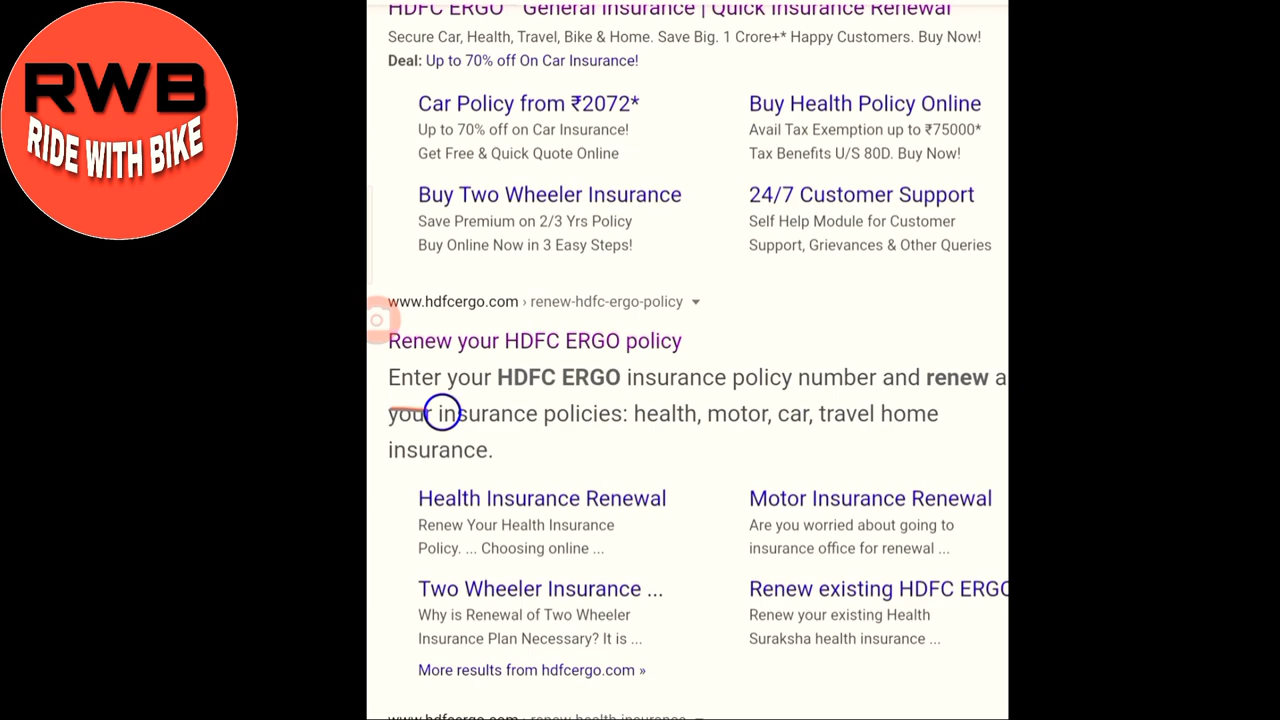 RWB
RIDE WITH BIKE
HDFC ERGO™ General Insurance | Quick Insurance Renewal
Secure Car, Health, Travel, Bike & Home. Save Big. 1 Crore+* Happy Customers. Buy Now!
Deal: Up to 70% off On Car Insurance!
Car Policy from ₹2072*
Up to 70% off on Car Insurance!
Get Free & Quick Quote Online
Buy Health Policy Online
Avail Tax Exemption up to ₹75000*
Tax Benefits U/S 80D. Buy Now!
Buy Two Wheeler Insurance
Save Premium on 2/3 Yrs Policy
Buy Online Now in 3 Easy Steps!
24/7 Customer Support
Self Help Module for Customer
Support, Grievances & Other Queries
www.hdfcergo.com › renew-hdfc-ergo-policy
Renew your HDFC ERGO policy
Enter your HDFC ERGO insurance policy number and renew a
your insurance policies: health, motor, car, travel home
insurance.
Health Insurance Renewal
Renew Your Health Insurance
Policy. ... Choosing online ...
Motor Insurance Renewal
Are you worried about going to
insurance office for renewal ...
Two Wheeler Insurance ...
Why is Renewal of Two Wheeler
Insurance Plan Necessary? It is ...
Renew existing HDFC ERGO
Renew your existing Health
Suraksha health insurance ...
More results from hdfcergo.com »
www.hdfcergo.com › renew-health-insurance